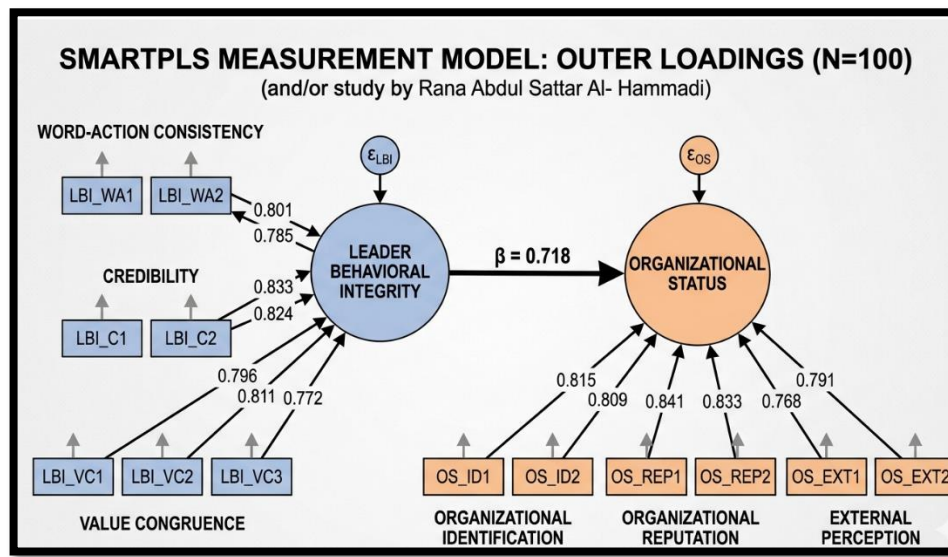 SMARTPLS MEASUREMENT MODEL: OUTER LOADINGS (N=100)
(and/or study by Rana Abdul Sattar Al- Hammadi)
WORD-ACTION CONSISTENCY
LBI_WA1
LBI_WA2
0.801
0.785
εLBI
LEADER
BEHAVIORAL
INTEGRITY
β = 0.718
εOS
ORGANIZATIONAL
STATUS
CREDIBILITY
LBI_C1
LBI_C2
0.833
0.824
0.796
0.811
0.772
LBI_VC1
LBI_VC2
LBI_VC3
VALUE CONGRUENCE
0.815
0.809
0.841
0.833
0.768
0.791
OS_ID1
OS_ID2
OS_REP1
OS_REP2
OS_EXT1
OS_EXT2
ORGANIZATIONAL
IDENTIFICATION
ORGANIZATIONAL
REPUTATION
EXTERNAL
PERCEPTION